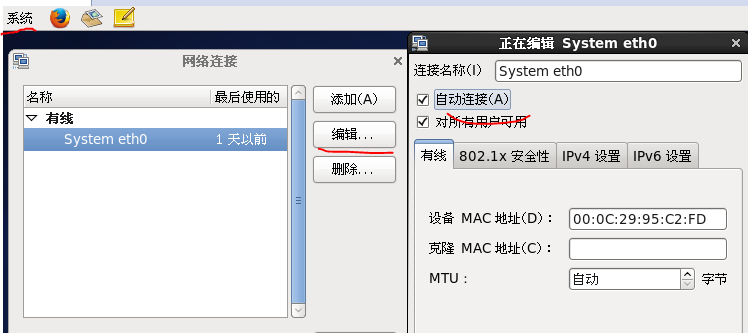 系统
网络连接
名称 最后使用的
有线
System eth0 1 天以前
添加(A)
编辑...
删除...
正在编辑 System eth0
连接名称(I) System eth0
自动连接(A)
对所有用户可用
有线 802.1x 安全性 IPv4 设置 IPv6 设置
设备 MAC 地址(D)： 00:0C:29:95:C2:FD
克隆 MAC 地址(C)：
MTU： 自动 字节